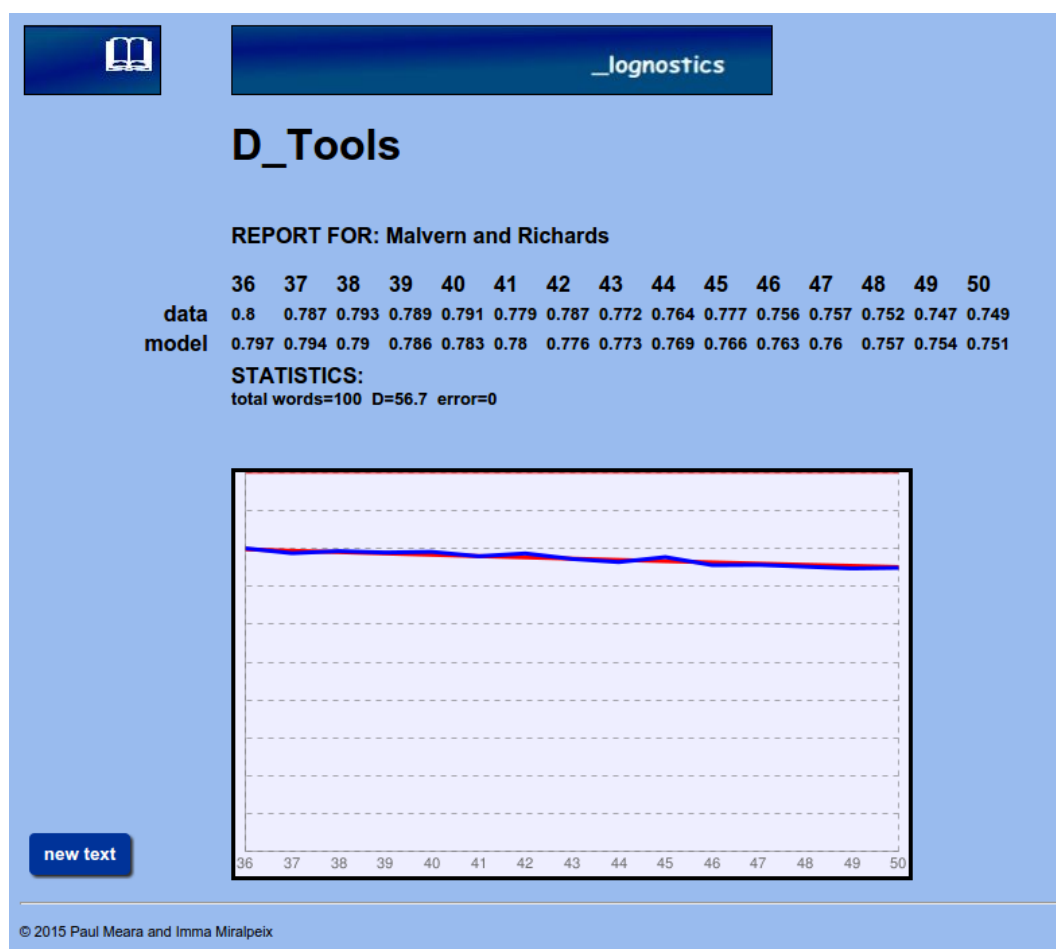 _lognostics
D_Tools
REPORT FOR: Malvern and Richards
36 37 38 39 40 41 42 43 44 45 46 47 48 49 50
data 0.8 0.787 0.793 0.789 0.791 0.779 0.787 0.772 0.764 0.777 0.756 0.757 0.752 0.747 0.749
model 0.797 0.794 0.79 0.786 0.783 0.78 0.776 0.773 0.769 0.766 0.763 0.76 0.757 0.754 0.751
STATISTICS:
total words=100 D=56.7 error=0
36 37 38 39 40 41 42 43 44 45 46 47 48 49 50
new text
© 2015 Paul Meara and Imma Miralpeix